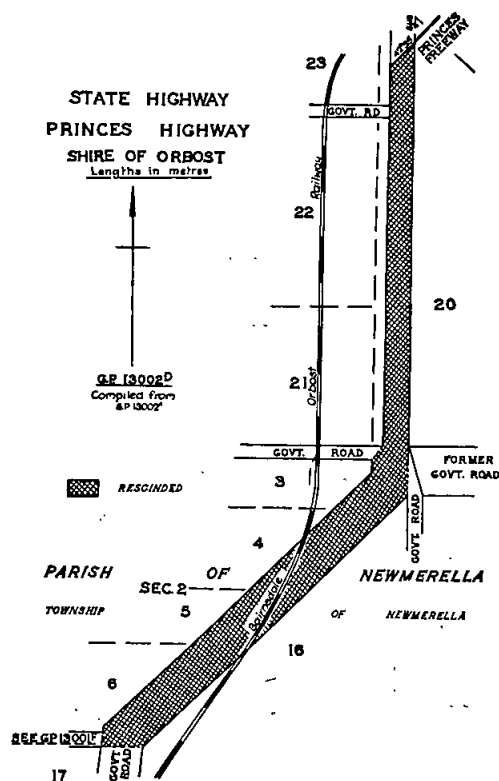 STATE HIGHWAY
PRINCES HIGHWAY
SHIRE OF ORBOST
Lengths in metres
PRINCES
FREEWAY
23
GOVT. RD
Railway
22
20
G.P. 13002D
Compiled from
G.P. 13002A
21
Orbost
GOVT. ROAD
FORMER
GOVT. ROAD
3
RESCINDED
GOVT ROAD
4
PARISH OF NEWMERELLA
SEC. 2
TOWNSHIP OF NEWMERELLA
5
Bairnsdale
16
6
SEE G.P. 13001F
GOVT.
ROAD
17